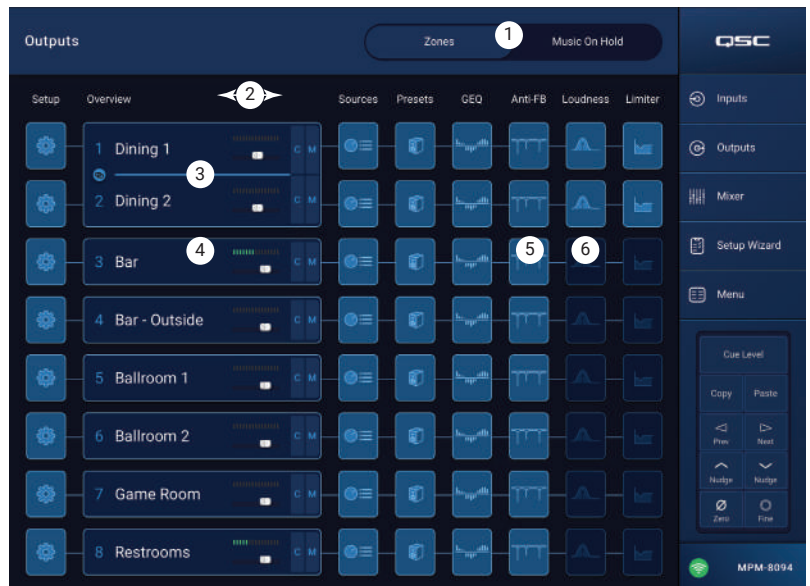 Outputs
Zones 1 Music On Hold
QSC
Setup Overview 2 Sources Presets GEQ Anti-FB Loudness Limiter
1 Dining 1 C M
3
2 Dining 2 C M
3 Bar 4 C M 5 6
4 Bar - Outside C M
5 Ballroom 1 C M
6 Ballroom 2 C M
7 Game Room C M
8 Restrooms C M
Inputs
Outputs
Mixer
Setup Wizard
Menu
Cue Level
Copy Paste
Prev Next
Nudge Nudge
Zero Fine
MPM-8094